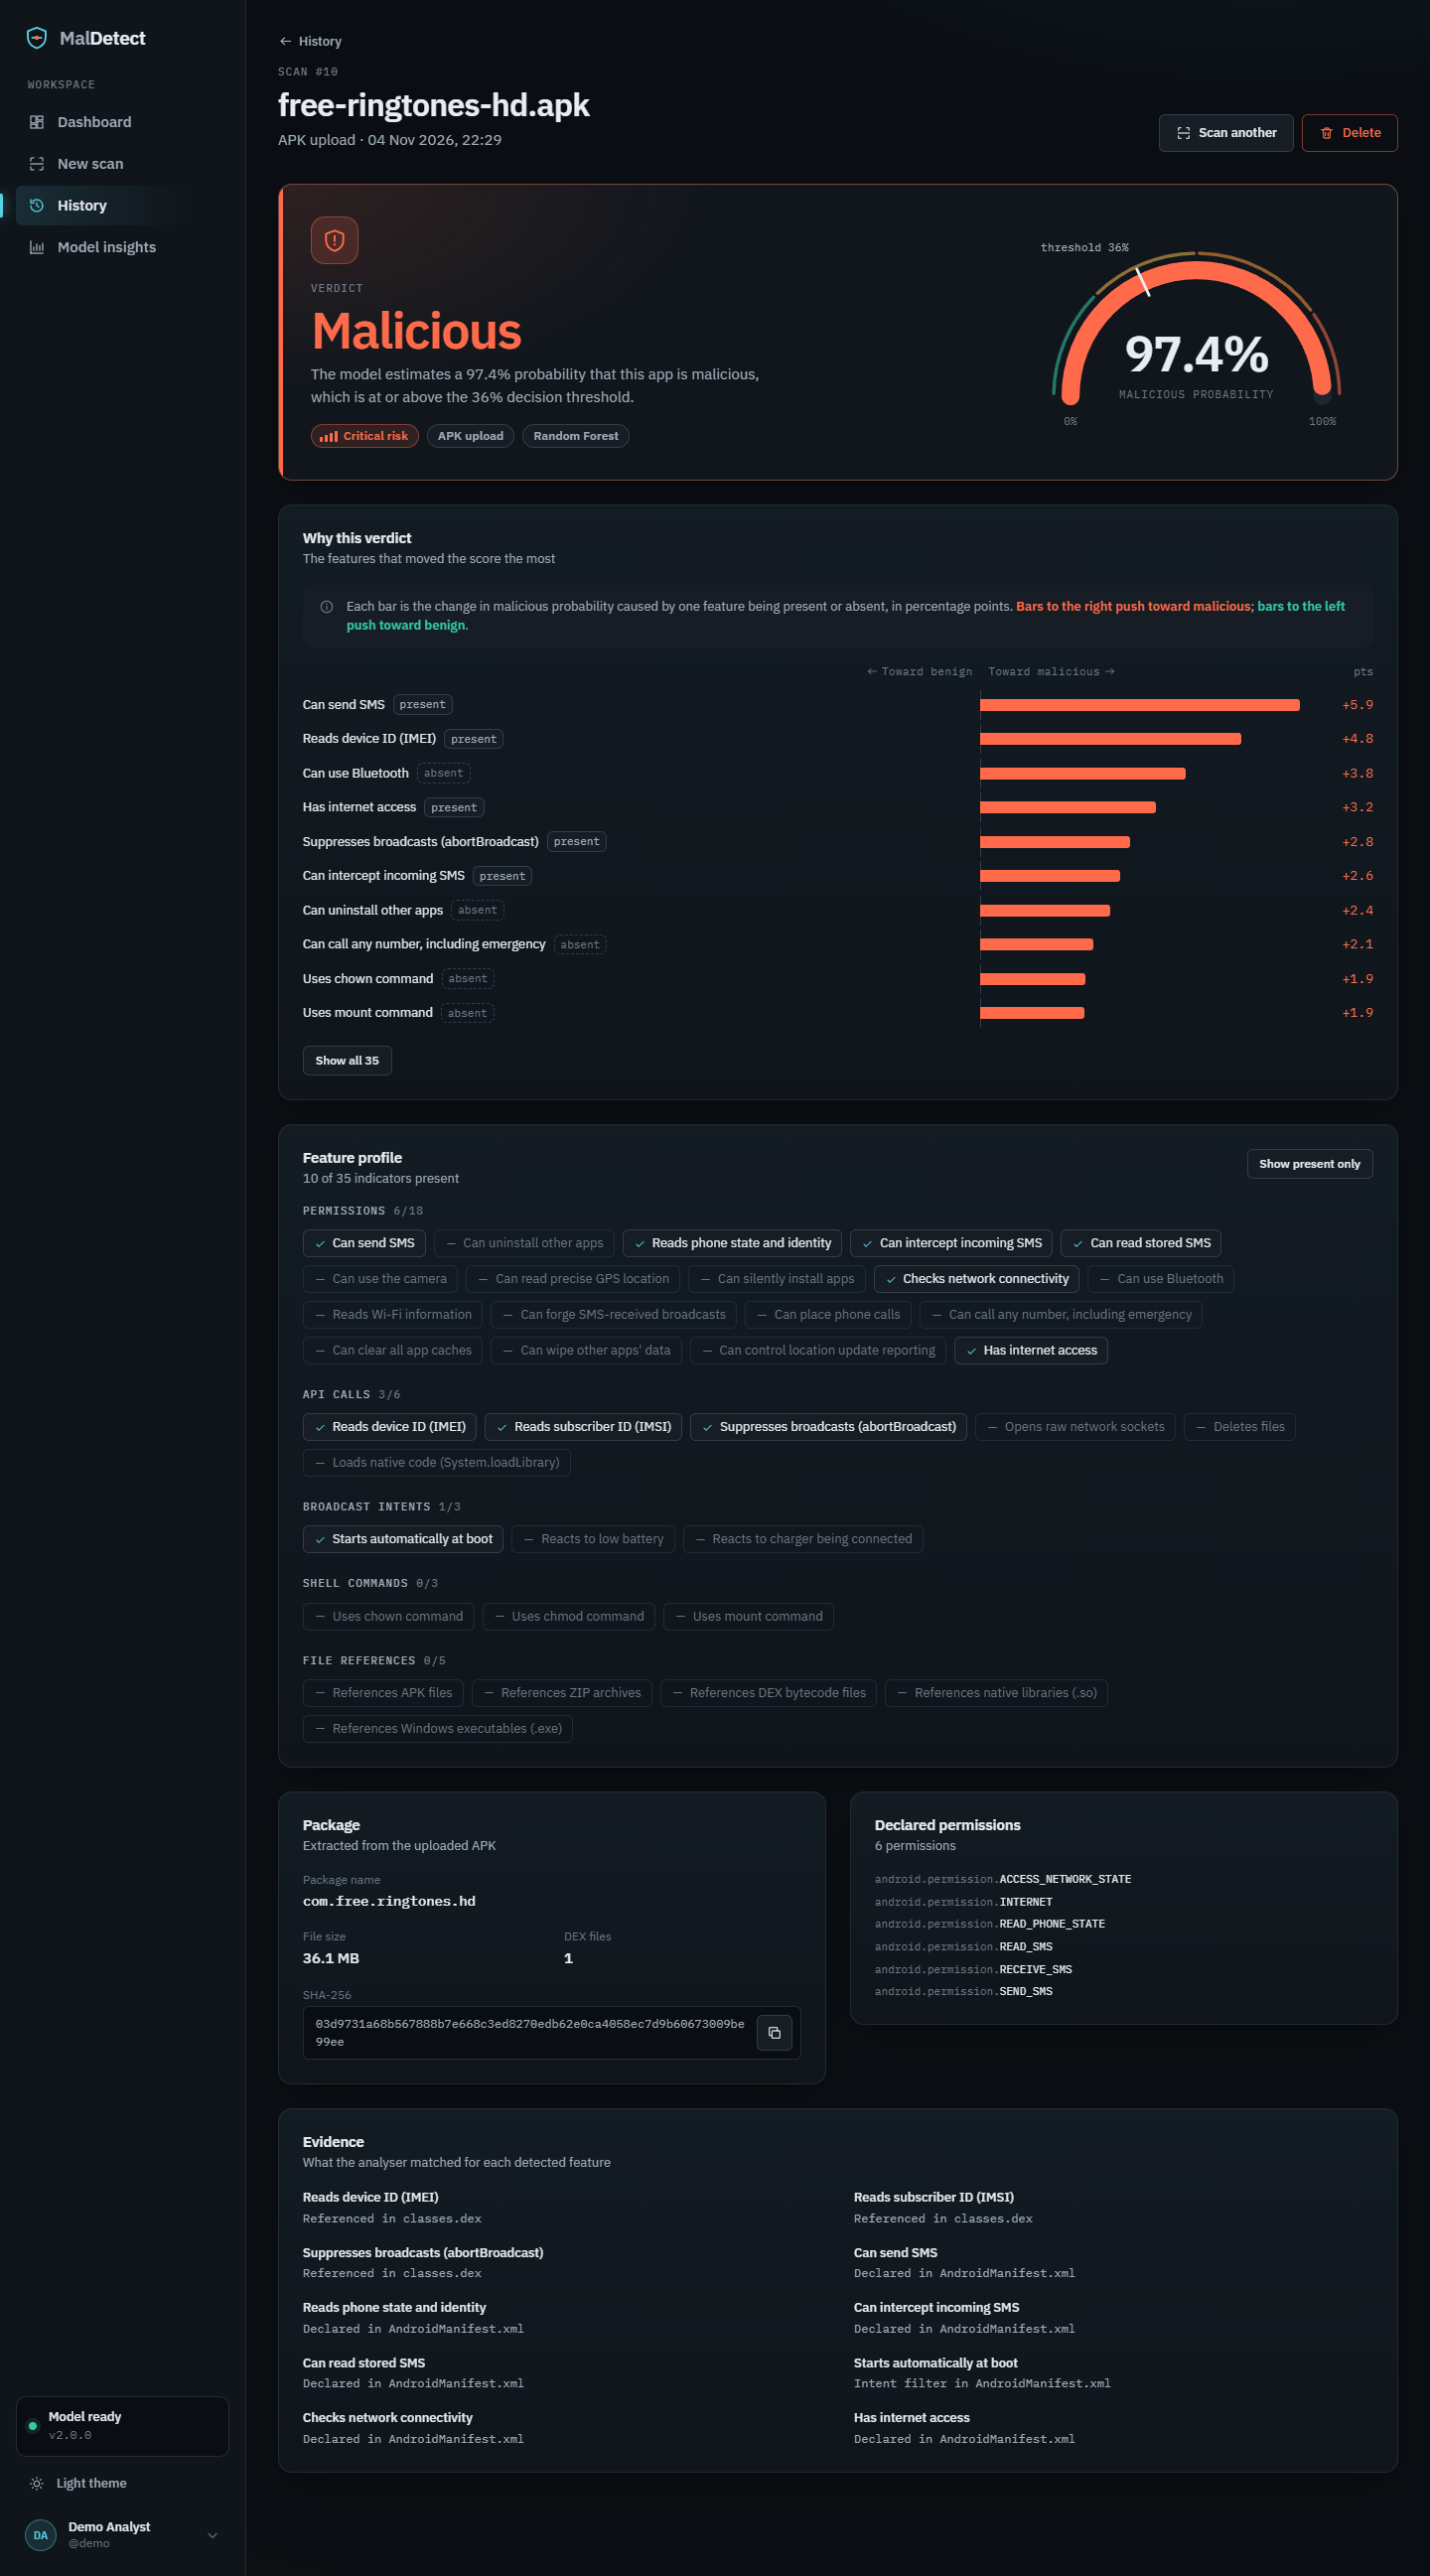 MalDetect
WORKSPACE
Dashboard
New scan
History
Model insights
← History
SCAN #10
free-ringtones-hd.apk
APK upload · 04 Nov 2026, 22:29
Scan another
Delete
VERDICT
Malicious
The model estimates a 97.4% probability that this app is malicious,
which is at or above the 36% decision threshold.
Critical risk
APK upload
Random Forest
threshold 36%
97.4%
MALICIOUS PROBABILITY
0%
100%
Why this verdict
The features that moved the score the most
Each bar is the change in malicious probability caused by one feature being present or absent, in percentage points. Bars to the right push toward malicious; bars to the left
push toward benign.
← Toward benign Toward malicious → pts
Can send SMS present +5.9
Reads device ID (IMEI) present +4.8
Can use Bluetooth absent +3.8
Has internet access present +3.2
Suppresses broadcasts (abortBroadcast) present +2.8
Can intercept incoming SMS present +2.6
Can uninstall other apps absent +2.4
Can call any number, including emergency absent +2.1
Uses chown command absent +1.9
Uses mount command absent +1.9
Show all 35
Feature profile
10 of 35 indicators present
Show present only
PERMISSIONS 6/18
✓ Can send SMS — Can uninstall other apps ✓ Reads phone state and identity ✓ Can intercept incoming SMS ✓ Can read stored SMS
— Can use the camera — Can read precise GPS location — Can silently install apps ✓ Checks network connectivity — Can use Bluetooth
— Reads Wi-Fi information — Can forge SMS-received broadcasts — Can place phone calls — Can call any number, including emergency
— Can clear all app caches — Can wipe other apps' data — Can control location update reporting ✓ Has internet access
API CALLS 3/6
✓ Reads device ID (IMEI) ✓ Reads subscriber ID (IMSI) ✓ Suppresses broadcasts (abortBroadcast) — Opens raw network sockets — Deletes files
— Loads native code (System.loadLibrary)
BROADCAST INTENTS 1/3
✓ Starts automatically at boot — Reacts to low battery — Reacts to charger being connected
SHELL COMMANDS 0/3
— Uses chown command — Uses chmod command — Uses mount command
FILE REFERENCES 0/5
— References APK files — References ZIP archives — References DEX bytecode files — References native libraries (.so)
— References Windows executables (.exe)
Package
Extracted from the uploaded APK
Package name
com.free.ringtones.hd
File size DEX files
36.1 MB 1
SHA-256
03d9731a68b567888b7e668c3ed8270edb62e0ca4058ec7d9b60673009be
99ee
Declared permissions
6 permissions
android.permission.ACCESS_NETWORK_STATE
android.permission.INTERNET
android.permission.READ_PHONE_STATE
android.permission.READ_SMS
android.permission.RECEIVE_SMS
android.permission.SEND_SMS
Evidence
What the analyser matched for each detected feature
Reads device ID (IMEI)
Referenced in classes.dex
Reads subscriber ID (IMSI)
Referenced in classes.dex
Suppresses broadcasts (abortBroadcast)
Referenced in classes.dex
Can send SMS
Declared in AndroidManifest.xml
Reads phone state and identity
Declared in AndroidManifest.xml
Can intercept incoming SMS
Declared in AndroidManifest.xml
Can read stored SMS
Declared in AndroidManifest.xml
Starts automatically at boot
Intent filter in AndroidManifest.xml
Checks network connectivity
Declared in AndroidManifest.xml
Has internet access
Declared in AndroidManifest.xml
Model ready
v2.0.0
Light theme
DA
Demo Analyst
@demo